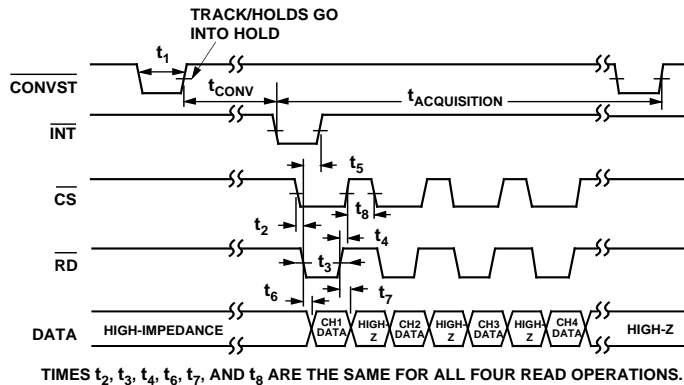 TRACK/HOLDS GO
INTO HOLD
t1
CONVST
tCONV
tACQUISITION
INT
t5
CS
t2
t8
t4
RD
t3
t6
t7
DATA
HIGH-IMPEDANCE
CH1 DATA
HIGH-Z
CH2 DATA
HIGH-Z
CH3 DATA
HIGH-Z
CH4 DATA
HIGH-Z
TIMES t2, t3, t4, t6, t7, AND t8 ARE THE SAME FOR ALL FOUR READ OPERATIONS.